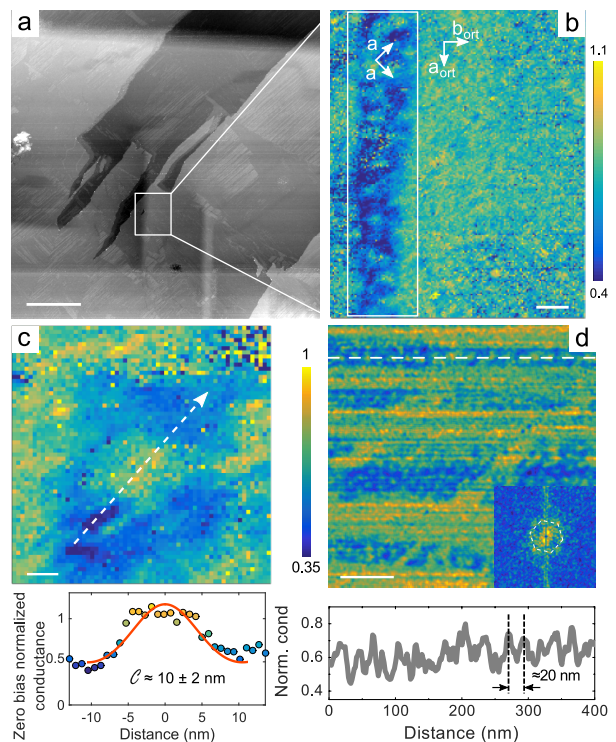 a
b
a
a
b_ort
a_ort
1.1
0.4
c
1
0.35
d
Zero bias normalized
conductance
1
0.5
0
𝒞 ≈ 10 ± 2 nm
-10
-5
0
5
10
Distance (nm)
Norm. cond
0.8
0.6
0.4
≈20 nm
0
100
200
300
400
Distance (nm)